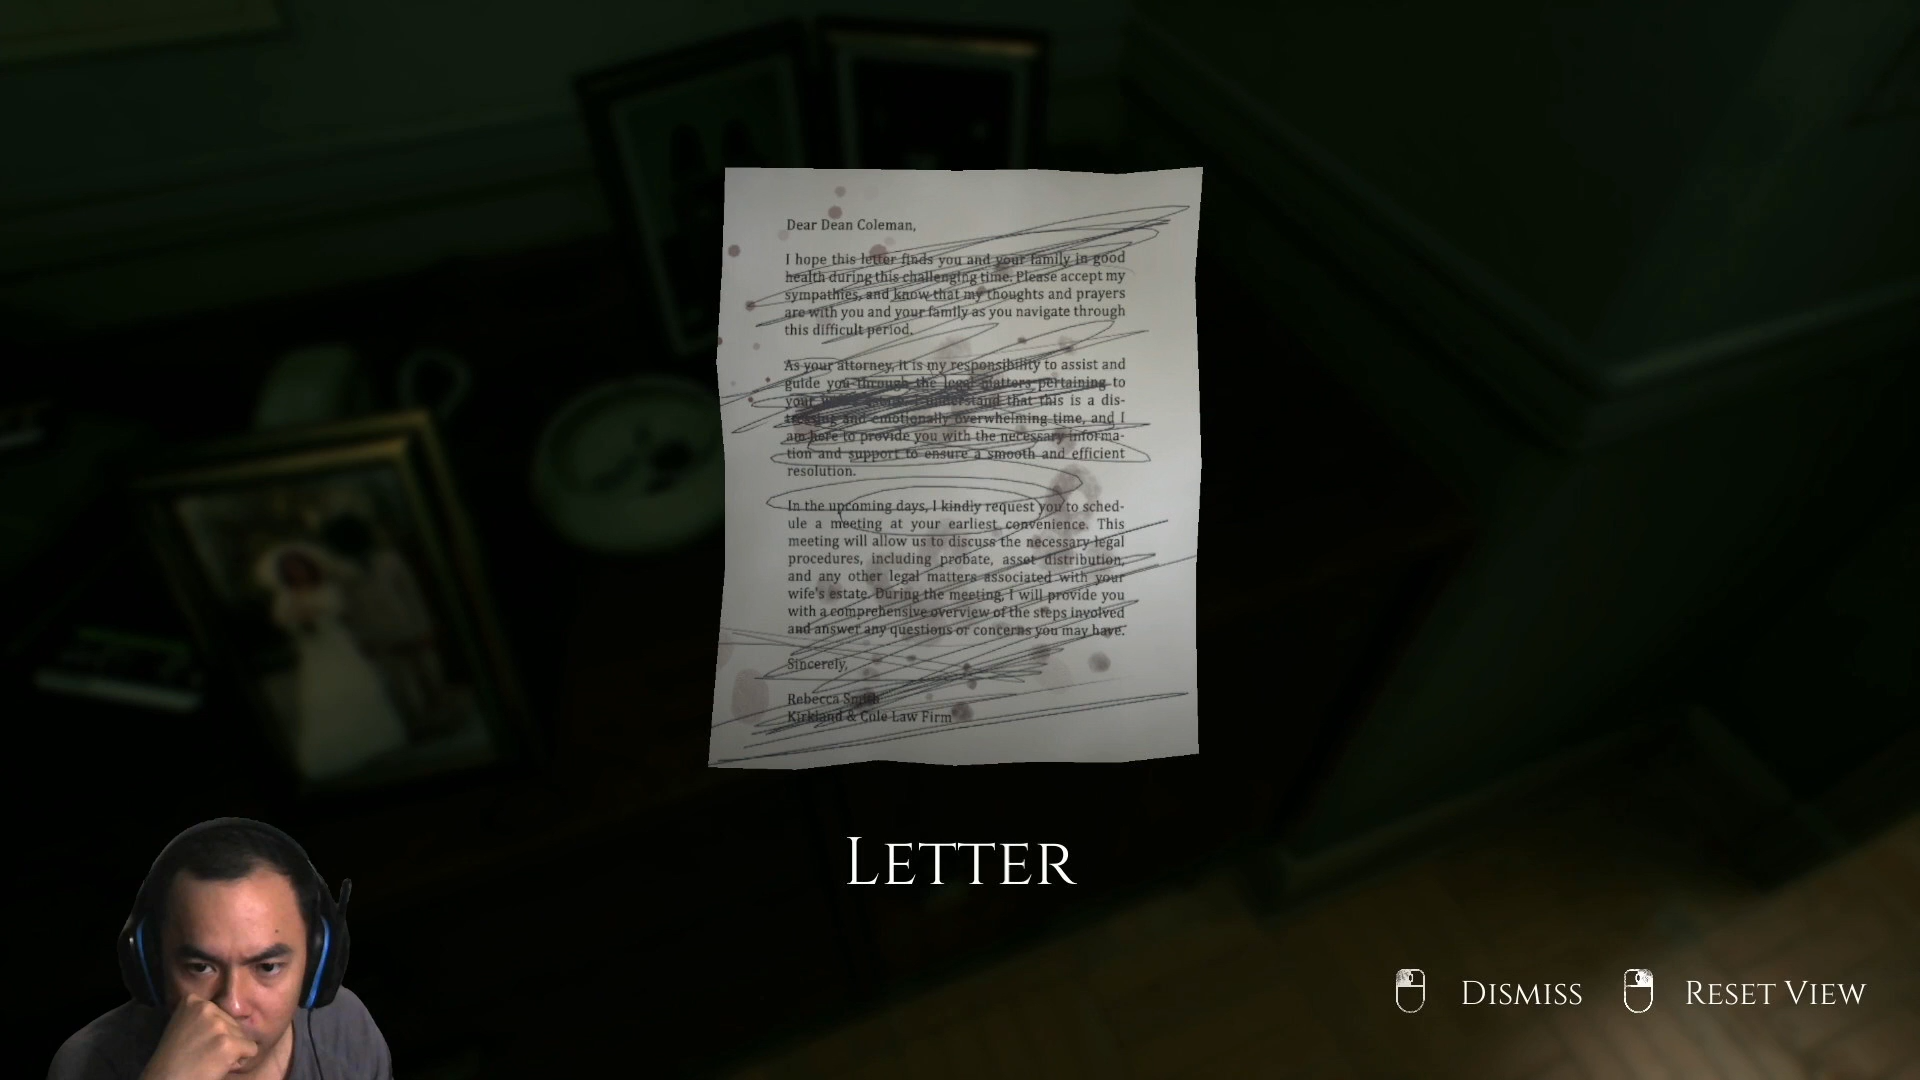 Dear Dean Coleman,
I hope this letter finds you and your family in good
health during this challenging time. Please accept my
sympathies, and know that my thoughts and prayers
are with you and your family as you navigate through
this difficult period.
As your attorney, it is my responsibility to assist and
guide you through the legal matters pertaining to
your I understand that this is a dis-
tressing and emotionally overwhelming time, and I
am here to provide you with the necessary informa-
tion and support to ensure a smooth and efficient
resolution.
In the upcoming days, I kindly request you to sched-
ule a meeting at your earliest convenience. This
meeting will allow us to discuss the necessary legal
procedures, including probate, asset distribution,
and any other legal matters associated with your
wife's estate. During the meeting, I will provide you
with a comprehensive overview of the steps involved
and answer any questions or concerns you may have.
Sincerely,
Rebecca Smith
Kirkland & Cole Law Firm
LETTER
DISMISS
RESET VIEW